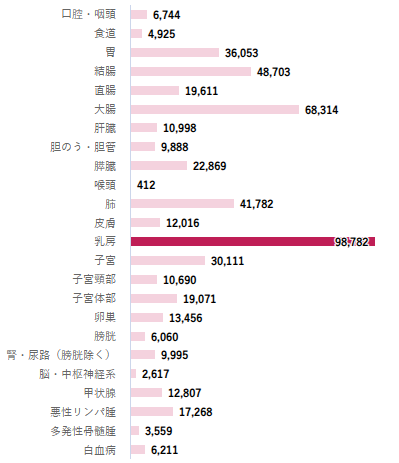 口腔・咽頭 6,744
食道 4,925
胃 36,053
結腸 48,703
直腸 19,611
大腸 68,314
肝臓 10,998
胆のう・胆管 9,888
膵臓 22,869
喉頭 412
肺 41,782
皮膚 12,016
乳房 98,782
子宮 30,111
子宮頸部 10,690
子宮体部 19,071
卵巣 13,456
膀胱 6,060
腎・尿路（膀胱除く） 9,995
脳・中枢神経系 2,617
甲状腺 12,807
悪性リンパ腫 17,268
多発性骨髄腫 3,559
白血病 6,211